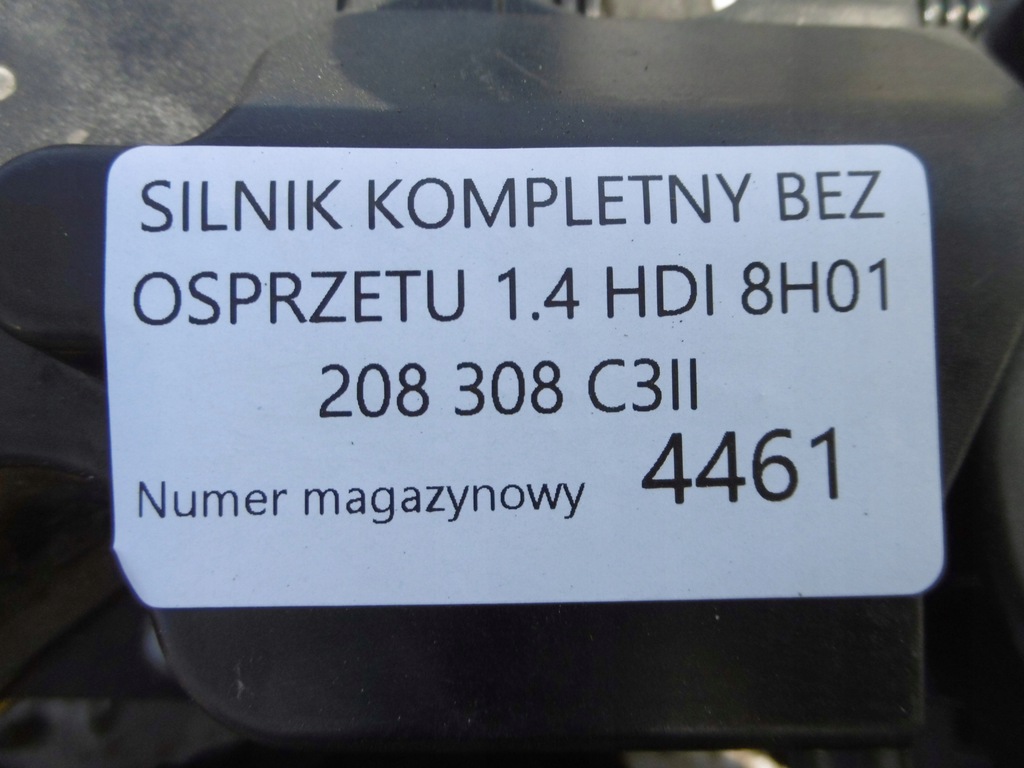 SILNIK KOMPLETNY BEZ
OSPRZETU 1.4 HDI 8H01
208 308 C3II
Numer magazynowy 4461